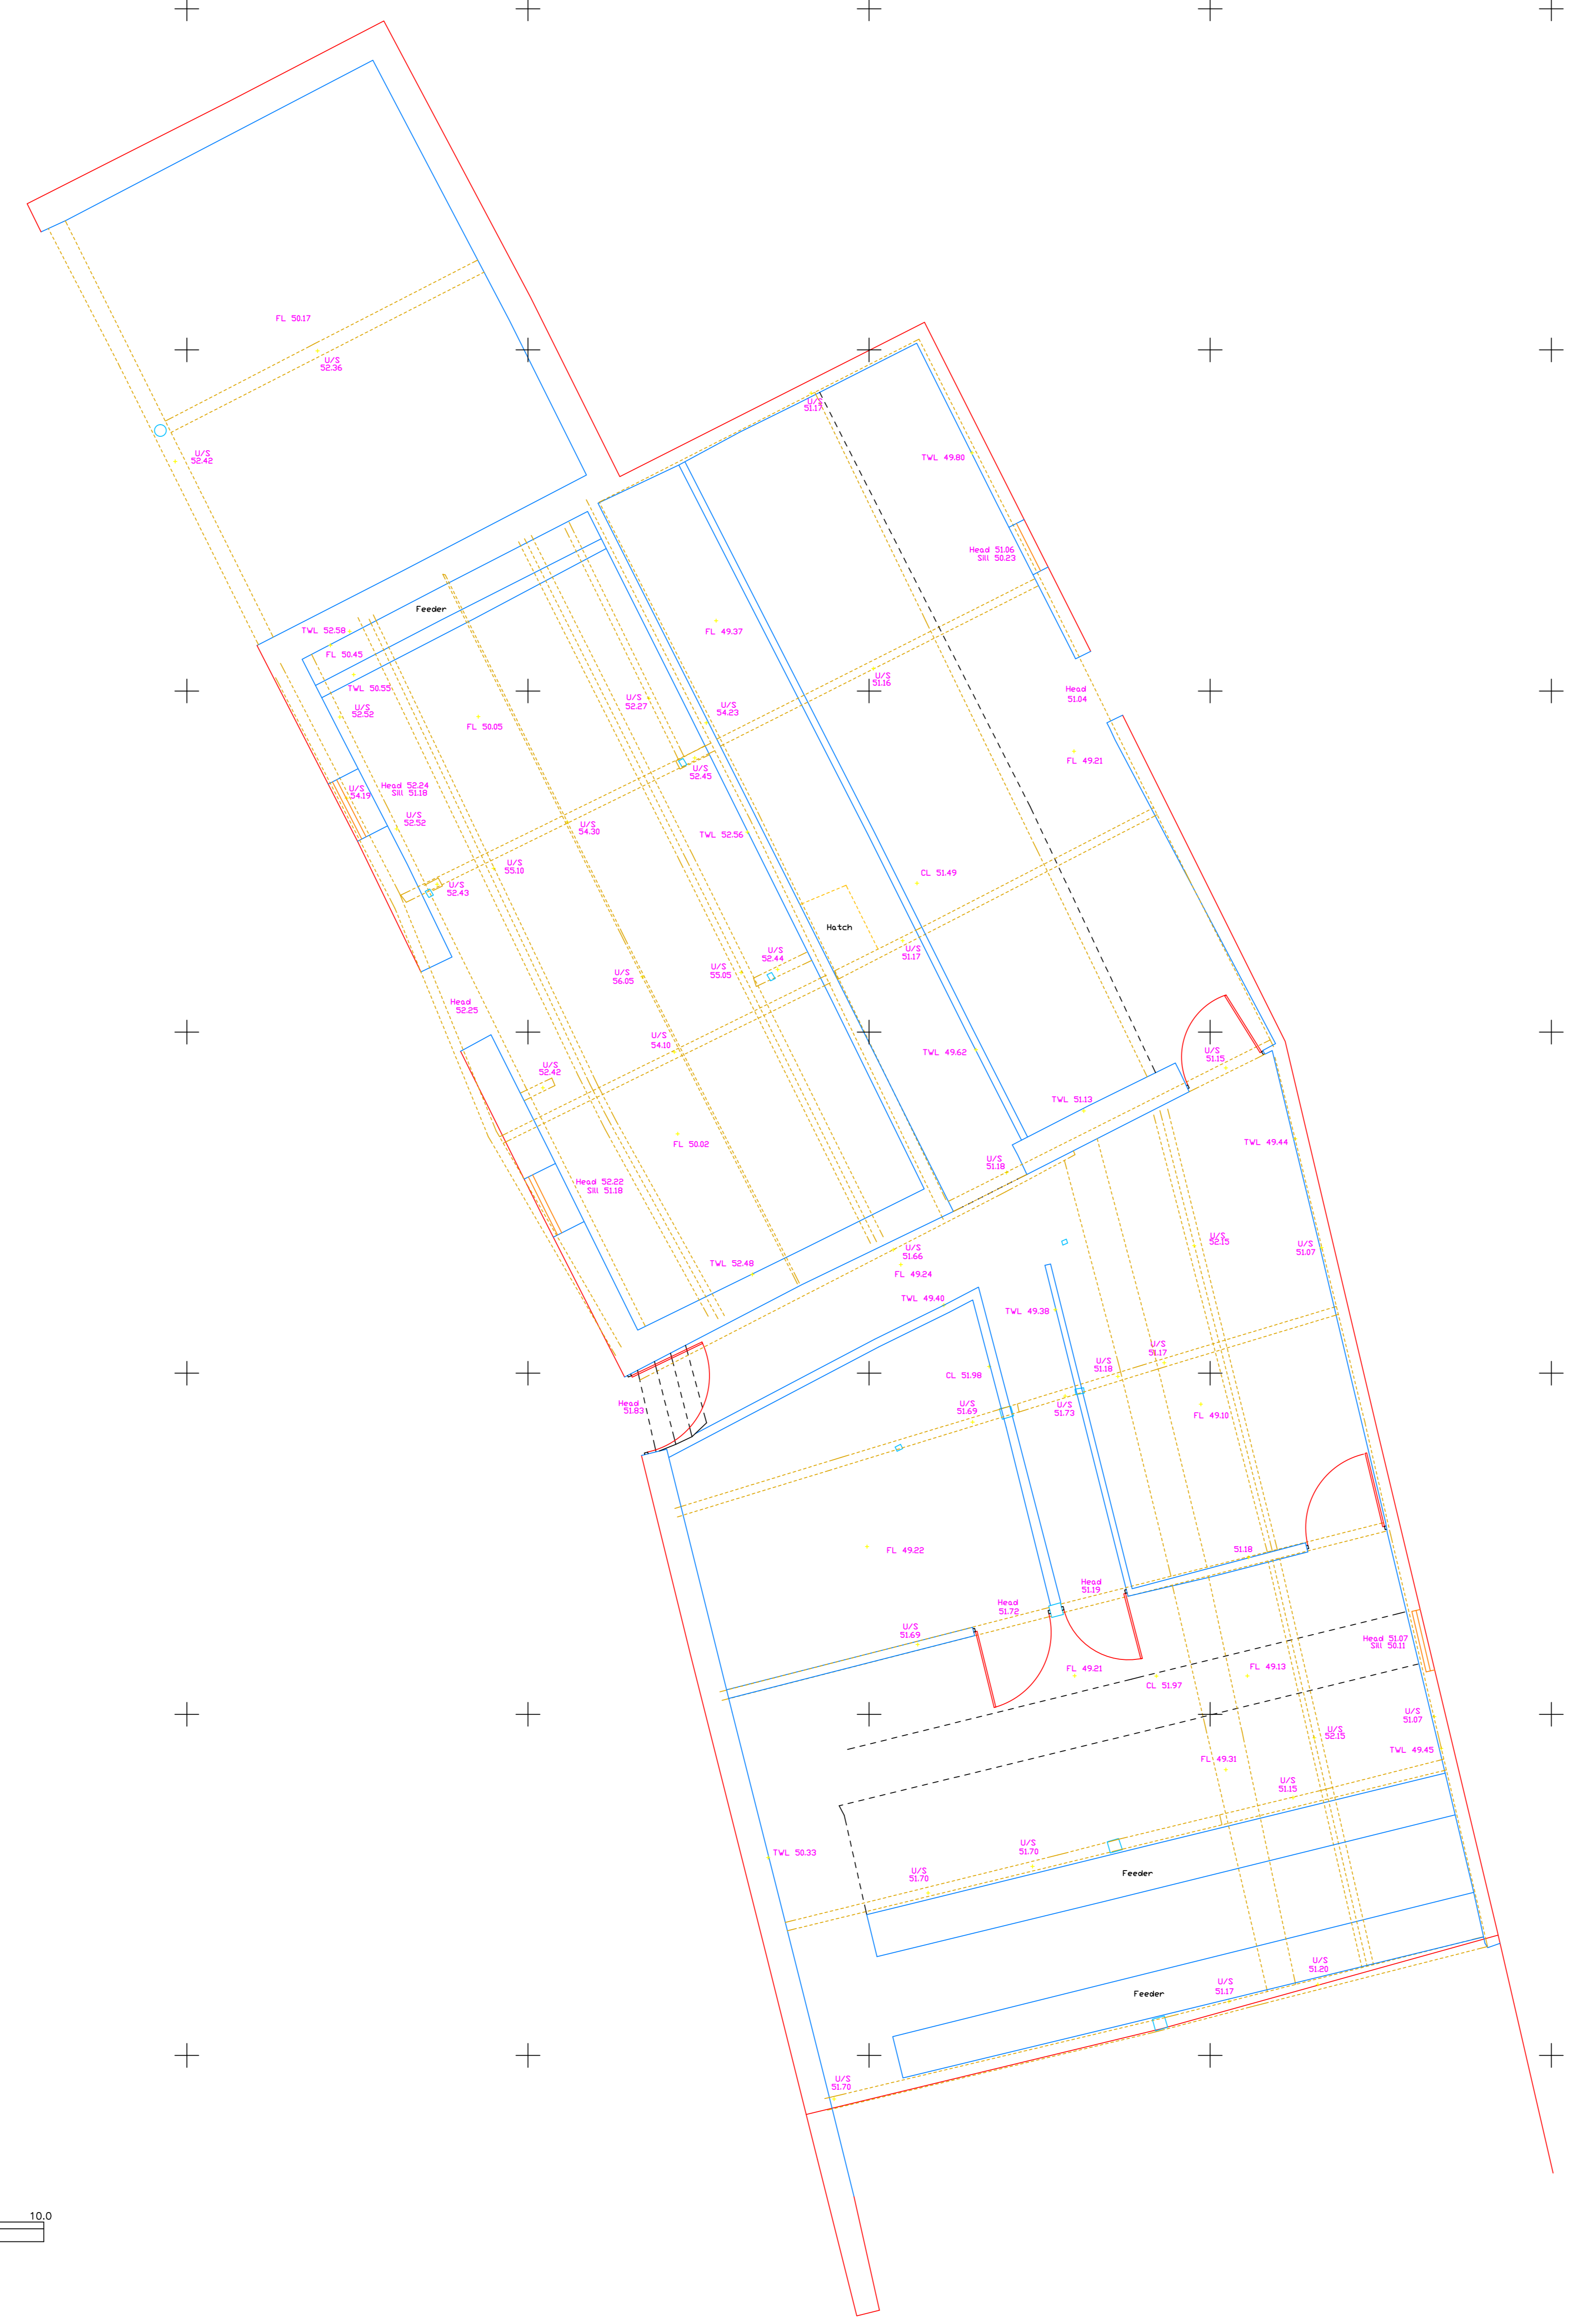 FL 50.17
U/S
52.36
U/S
51.17
U/S
52.42
TWL 49.80
Head 51.06
Sill 50.23
Feeder
TWL 52.58
FL 50.45
FL 49.37
U/S
51.16
TWL 50.55
U/S
52.52
Head
51.04
U/S
52.27
U/S
54.23
FL 50.05
FL 49.21
U/S
52.45
U/S
54.19
Head 52.24
Sill 51.18
U/S
52.52
U/S
54.30
TWL 52.56
U/S
55.10
CL 51.49
U/S
52.43
Hatch
U/S
52.44
U/S
51.17
U/S
56.05
U/S
55.05
Head
52.25
U/S
54.10
TWL 49.62
U/S
51.15
U/S
52.42
TWL 51.13
FL 50.02
TWL 49.44
U/S
51.18
Head 52.22
Sill 51.18
U/S
52.15
U/S
51.07
U/S
51.66
TWL 52.48
FL 49.24
TWL 49.40
TWL 49.38
U/S
51.17
U/S
51.18
CL 51.98
Head
51.83
U/S
51.69
U/S
51.73
FL 49.10
FL 49.22
51.18
Head
51.19
Head
51.72
U/S
51.69
Head 51.07
Sill 50.11
FL 49.21
FL 49.13
CL 51.97
U/S
51.07
U/S
52.15
TWL 49.45
FL 49.31
U/S
51.15
U/S
51.70
TWL 50.33
U/S
51.70
Feeder
U/S
51.20
U/S
51.17
Feeder
U/S
51.70
10.0